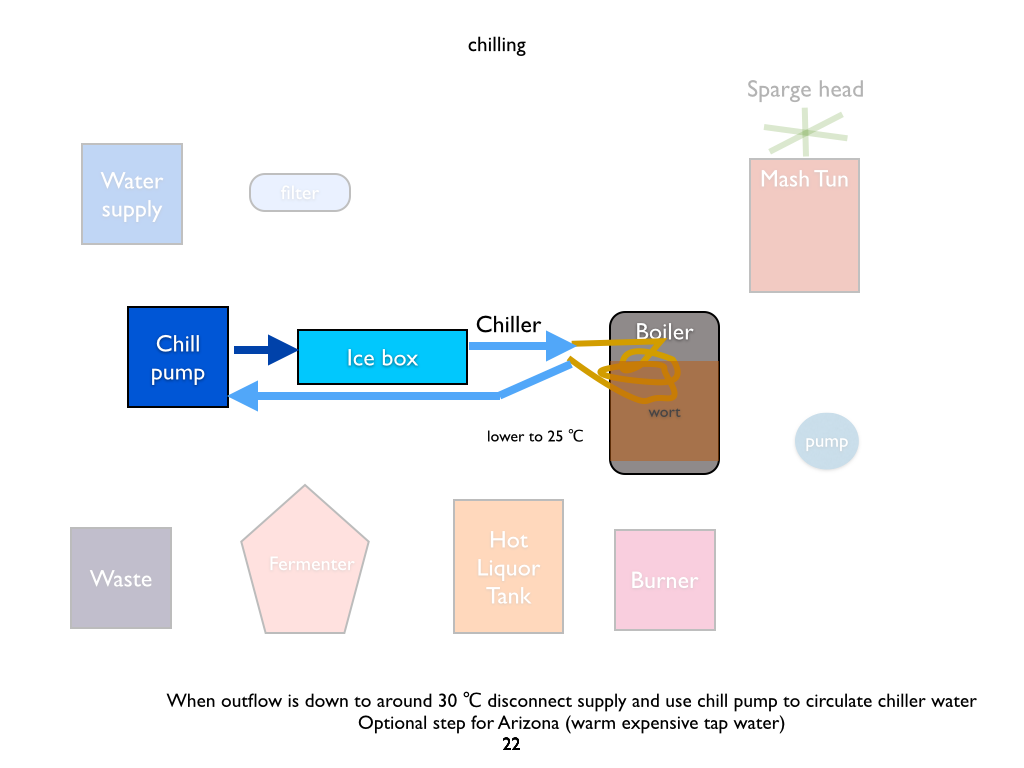 chilling
Sparge head
Mash Tun
Water
supply
filter
Chiller
Boiler
Chill
pump
Ice box
wort
lower to 25 ℃
pump
Waste
Fermenter
Hot
Liquor
Tank
Burner
When outflow is down to around 30 ℃ disconnect supply and use chill pump to circulate chiller water
Optional step for Arizona (warm expensive tap water)
22